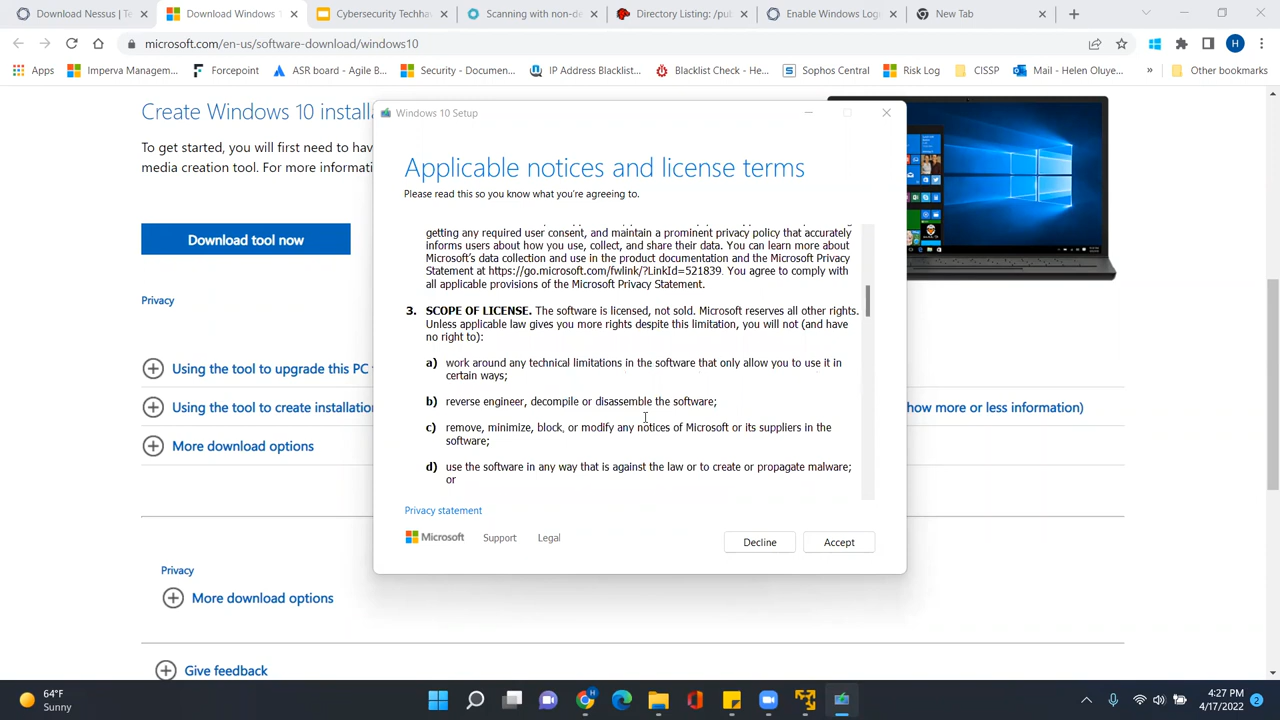 Download Nessus | Te
Download Windows 1
Cybersecurity Techha
Scanning with non-de
Directory Listing: /pu
Enable Windows Log
New Tab
microsoft.com/en-us/software-download/windows10
H
Apps
Imperva Managem...
Forcepoint
ASR board - Agile B...
Security - Documen...
IP Address Blacklist...
Blacklist Check - He...
Sophos Central
Risk Log
CISSP
Mail - Helen Oluye...
»
Other bookmarks
Create Windows 10 installa
To get started, you will first need to hav
media creation tool. For more informati
Download tool now
Privacy
Using the tool to upgrade this PC
Using the tool to create installatio
how more or less information)
More download options
Privacy
More download options
Give feedback
Windows 10 Setup
Applicable notices and license terms
Please read this so you know what you're agreeing to.
getting any required user consent, and maintain a prominent privacy policy that accurately
informs users about how you use, collect, and share their data. You can learn more about
Microsoft's data collection and use in the product documentation and the Microsoft Privacy
Statement at https://go.microsoft.com/fwlink/?LinkId=521839. You agree to comply with
all applicable provisions of the Microsoft Privacy Statement.
3. SCOPE OF LICENSE. The software is licensed, not sold. Microsoft reserves all other rights.
Unless applicable law gives you more rights despite this limitation, you will not (and have
no right to):
a) work around any technical limitations in the software that only allow you to use it in
certain ways;
b) reverse engineer, decompile or disassemble the software;
c) remove, minimize, block, or modify any notices of Microsoft or its suppliers in the
software;
d) use the software in any way that is against the law or to create or propagate malware;
or
Privacy statement
Microsoft
Support
Legal
Decline
Accept
64°F
Sunny
H
4:27 PM
4/17/2022
2